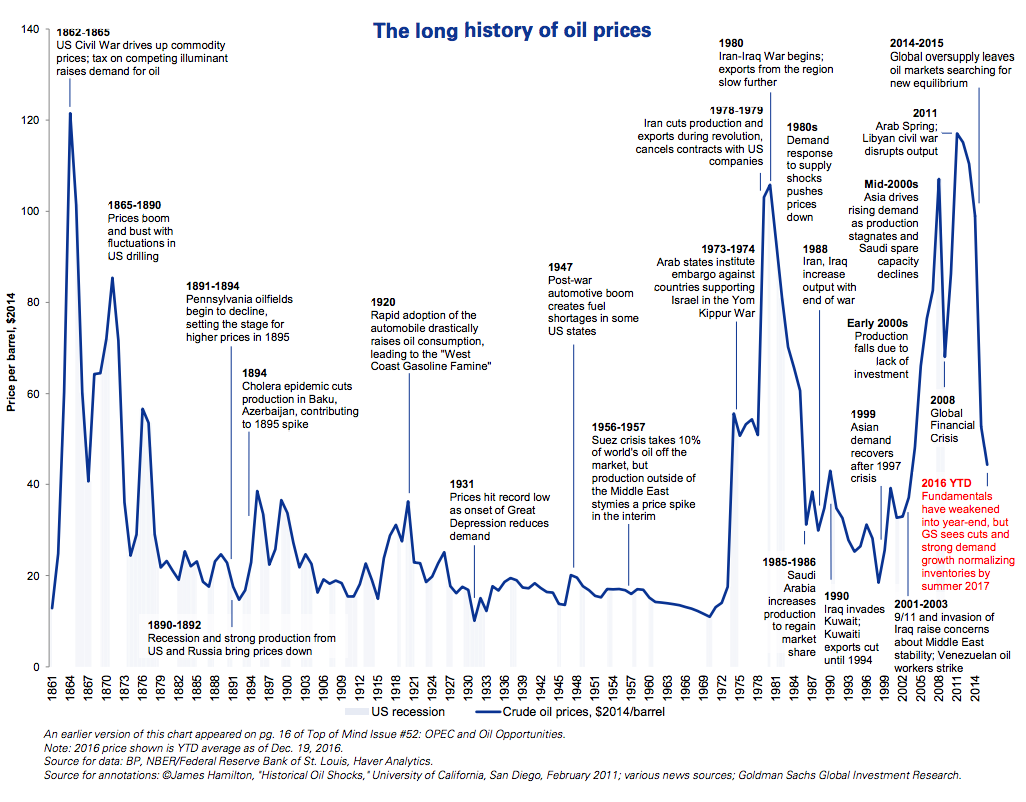 The long history of oil prices
1862-1865
US Civil War drives up commodity
prices; tax on competing illuminant
raises demand for oil
1865-1890
Prices boom
and bust with
fluctuations in
US drilling
1891-1894
Pennsylvania oilfields
begin to decline,
setting the stage for
higher prices in 1895
1894
Cholera epidemic cuts
production in Baku,
Azerbaijan, contributing
to 1895 spike
1890-1892
Recession and strong production from
US and Russia bring prices down
1920
Rapid adoption of the
automobile drastically
raises oil consumption,
leading to the "West
Coast Gasoline Famine"
1931
Prices hit record low
as onset of Great
Depression reduces
demand
1947
Post-war
automotive boom
creates fuel
shortages in some
US states
1956-1957
Suez crisis takes 10%
of world's oil off the
market, but
production outside of
the Middle East
stymies a price spike
in the interim
1973-1974
Arab states institute
embargo against
countries supporting
Israel in the Yom
Kippur War
1978-1979
Iran cuts production and
exports during revolution,
cancels contracts with US
companies
1980
Iran-Iraq War begins;
exports from the region
slow further
1980s
Demand
response
to supply
shocks
pushes
prices
down
1985-1986
Saudi
Arabia
increases
production
to regain
market
share
1988
Iran, Iraq
increase
output with
end of war
1990
Iraq invades
Kuwait;
Kuwaiti
exports cut
until 1994
1999
Asian
demand
recovers
after 1997
crisis
2001-2003
9/11 and invasion of
Iraq raise concerns
about Middle East
stability; Venezuelan oil
workers strike
Early 2000s
Production
falls due to
lack of
investment
Mid-2000s
Asia drives
rising demand
as production
stagnates and
Saudi spare
capacity
declines
2008
Global
Financial
Crisis
2011
Arab Spring;
Libyan civil war
disrupts output
2014-2015
Global oversupply leaves
oil markets searching for
new equilibrium
2016 YTD
Fundamentals
have weakened
into year-end, but
GS sees cuts and
strong demand
growth normalizing
inventories by
summer 2017
Price per barrel, $2014
140
120
100
80
60
40
20
0
1861
1864
1867
1870
1873
1876
1879
1882
1885
1888
1891
1894
1897
1900
1903
1906
1909
1912
1915
1918
1921
1924
1927
1930
1933
1936
1939
1942
1945
1948
1951
1954
1957
1960
1963
1966
1969
1972
1975
1978
1981
1984
1987
1990
1993
1996
1999
2002
2005
2008
2011
2014
US recession
Crude oil prices, $2014/barrel
An earlier version of this chart appeared on pg. 16 of Top of Mind Issue #52: OPEC and Oil Opportunities.
Note: 2016 price shown is YTD average as of Dec. 19, 2016.
Source for data: BP, NBER/Federal Reserve Bank of St. Louis, Haver Analytics.
Source for annotations: ©James Hamilton, "Historical Oil Shocks," University of California, San Diego, February 2011; various news sources; Goldman Sachs Global Investment Research.